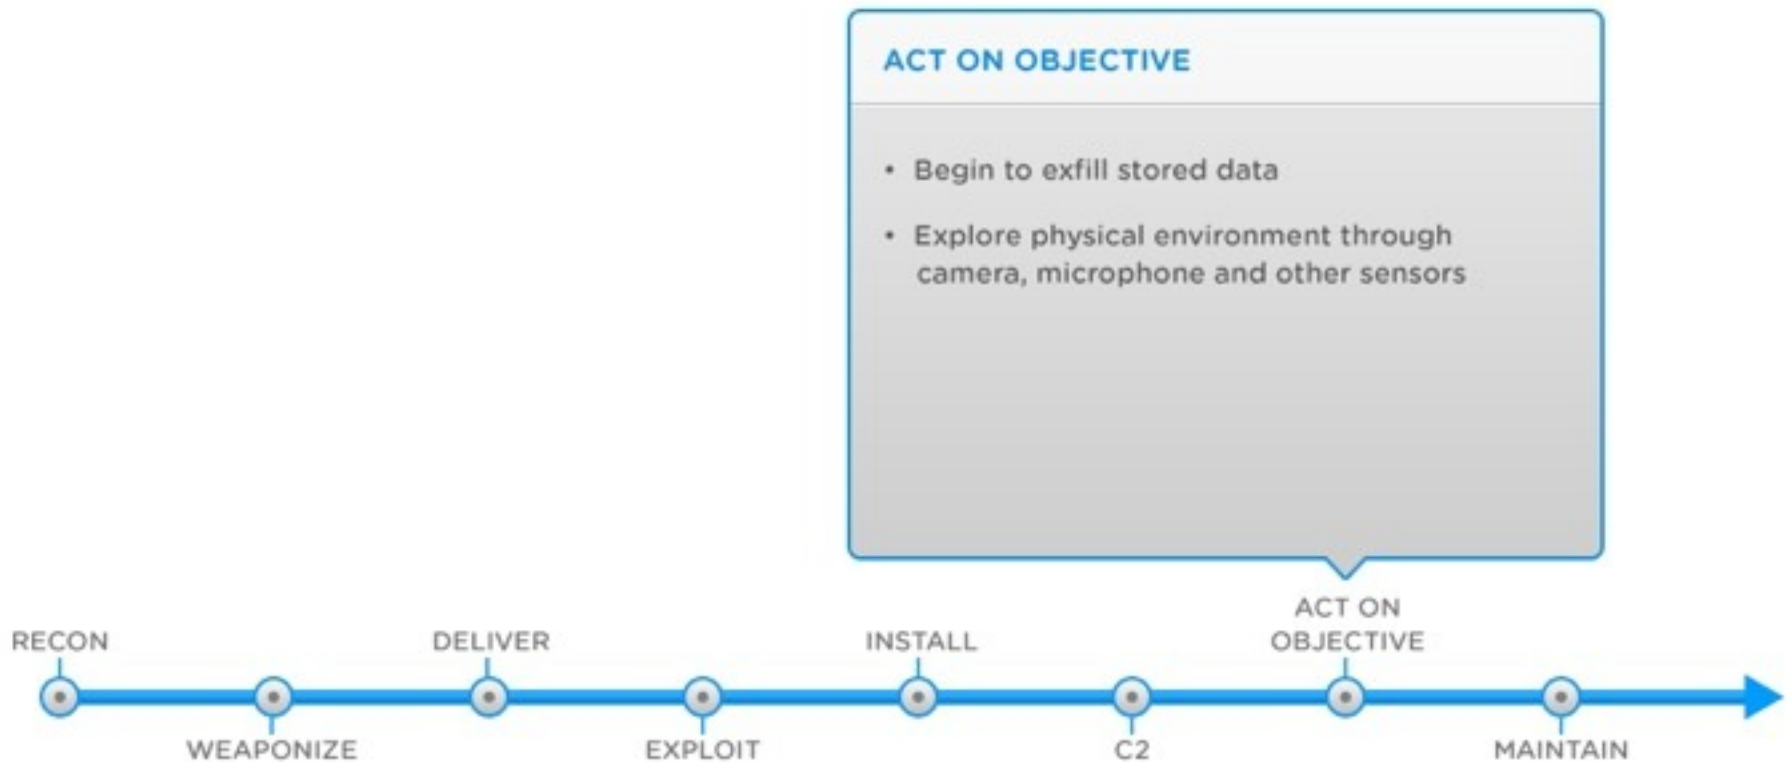 ACT ON OBJECTIVE
• Begin to exfill stored data
• Explore physical environment through
camera, microphone and other sensors
ACT ON
OBJECTIVE
RECON
DELIVER
INSTALL
WEAPONIZE
EXPLOIT
C2
MAINTAIN